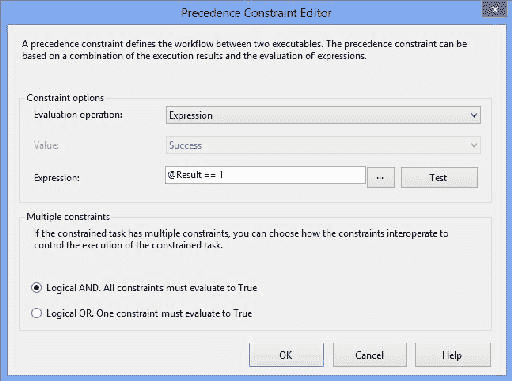 Precedence Constraint Editor
A precedence constraint defines the workflow between two executables. The precedence constraint can be
based on a combination of the execution results and the evaluation of expressions.
Constraint options
Evaluation operation: Expression
Value: Success
Expression: @Result == 1 ... Test
Multiple constraints
If the constrained task has multiple constraints, you can choose how the constraints interoperate to
control the execution of the constrained task.
Logical AND. All constraints must evaluate to True
Logical OR. One constraint must evaluate to True
OK Cancel Help